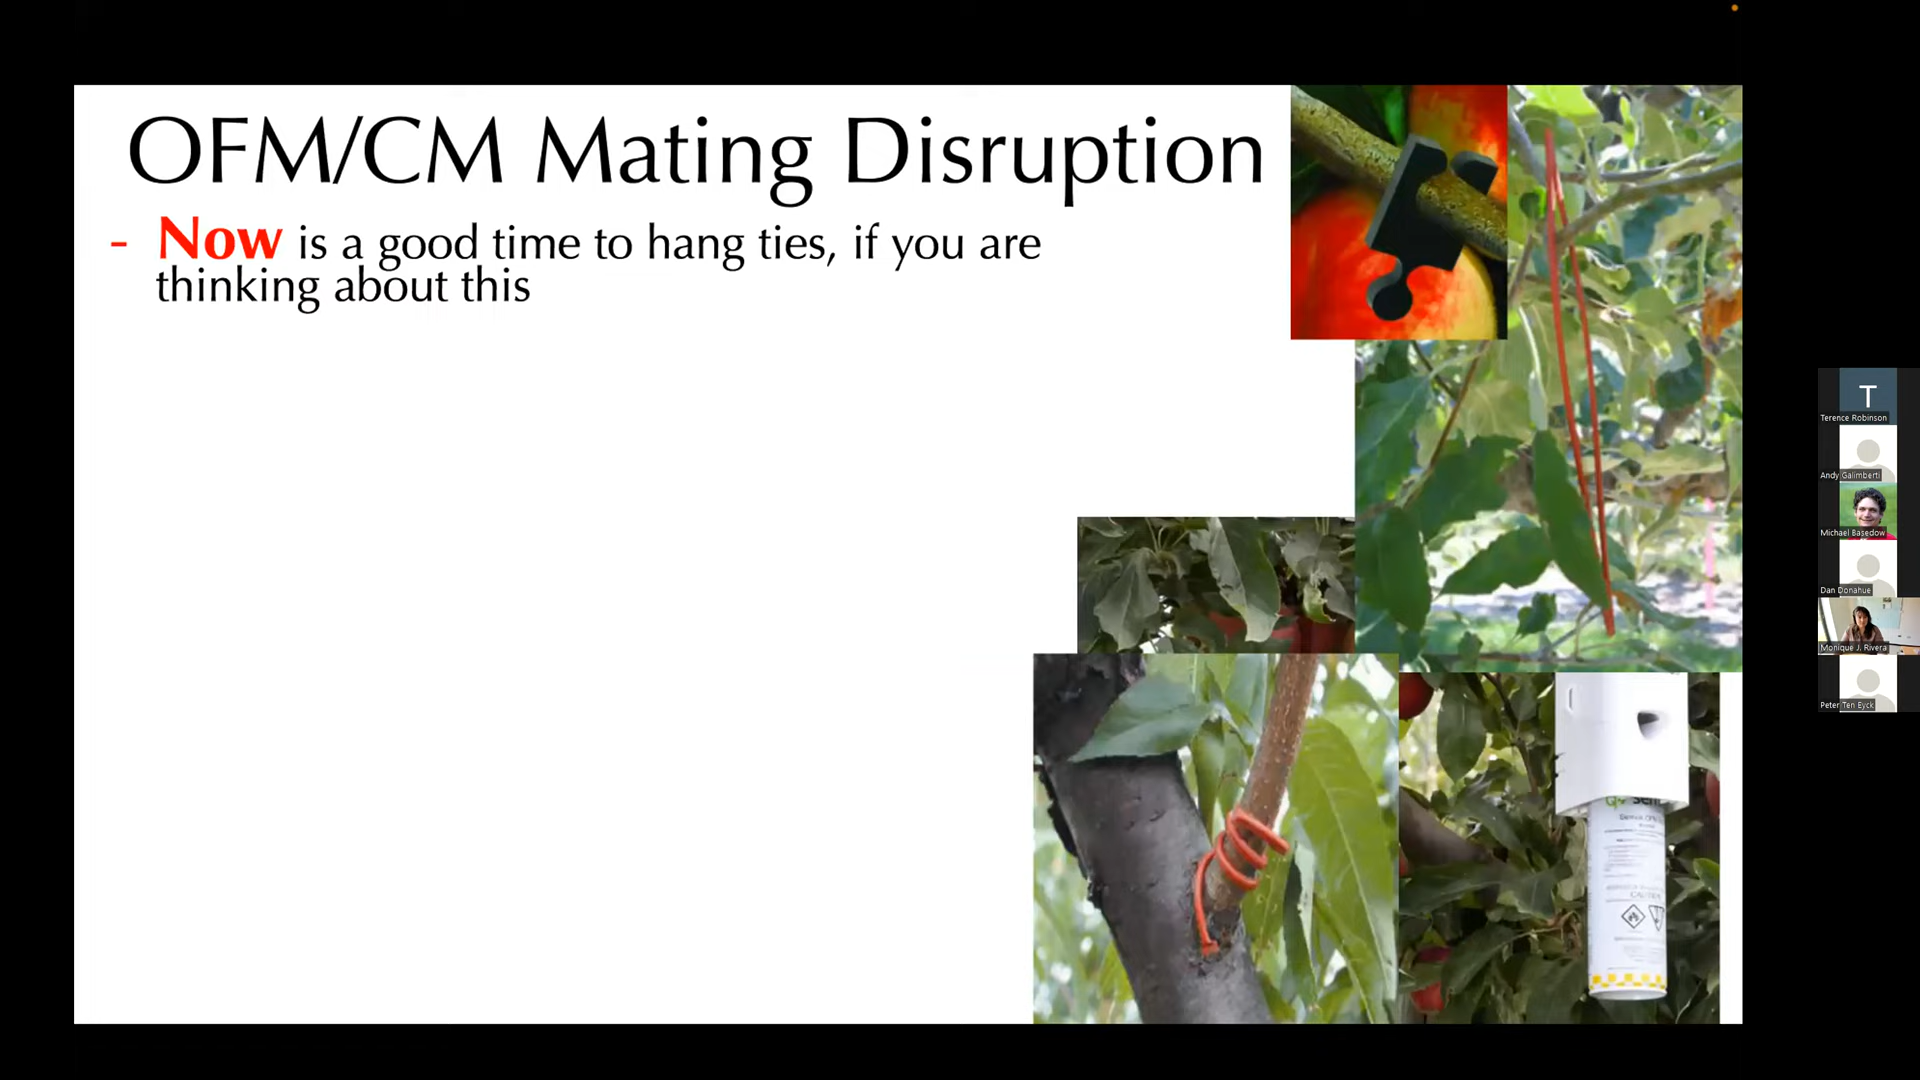 OFM/CM Mating Disruption
- Now is a good time to hang ties, if you are
thinking about this
CAUTION
T
Terence Robinson
Andy Galimberti
Michael Basedow
Dan Donahue
Monique J. Rivera
Peter Ten Eyck